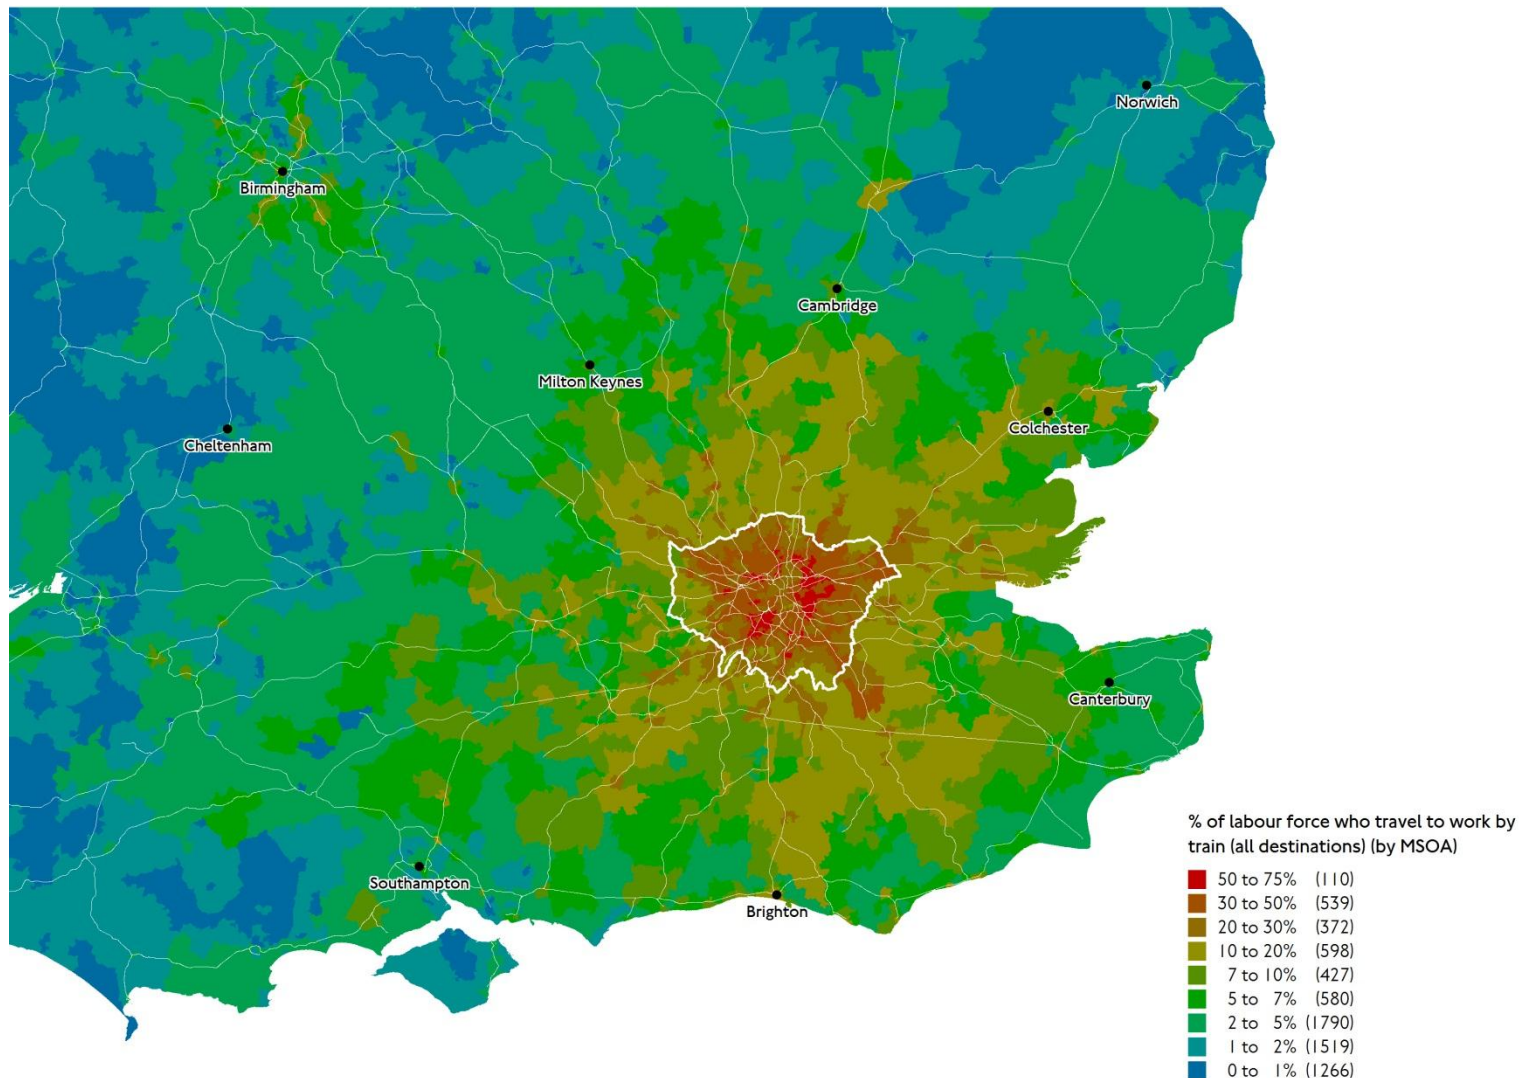 Norwich
Birmingham
Cambridge
Milton Keynes
Colchester
Cheltenham
Canterbury
Southampton
Brighton
% of labour force who travel to work by
train (all destinations) (by MSOA)
50 to 75% (110)
30 to 50% (539)
20 to 30% (372)
10 to 20% (598)
7 to 10% (427)
5 to 7% (580)
2 to 5% (1790)
1 to 2% (1519)
0 to 1% (1266)